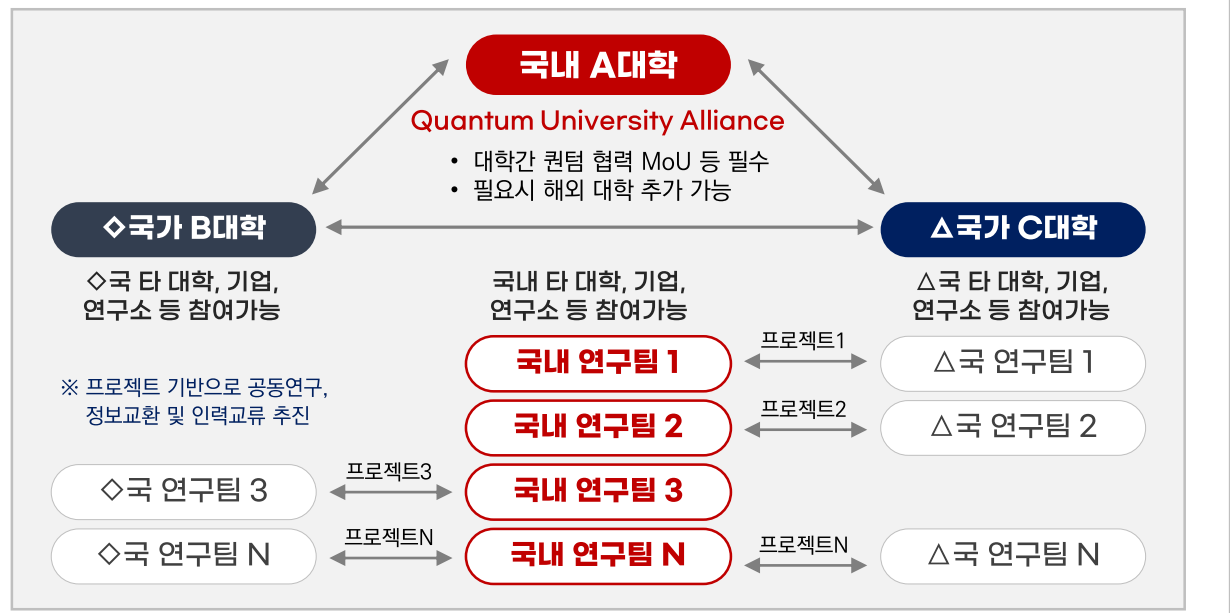 국내 A대학
Quantum University Alliance
• 대학간 퀀텀 협력 MoU 등 필수
• 필요시 해외 대학 추가 가능
◇국가 B대학
△국가 C대학
◇국 타 대학, 기업,
연구소 등 참여가능
국내 타 대학, 기업,
연구소 등 참여가능
△국 타 대학, 기업,
연구소 등 참여가능
국내 연구팀 1
프로젝트1
△국 연구팀 1
※ 프로젝트 기반으로 공동연구,
정보교환 및 인력교류 추진
국내 연구팀 2
프로젝트2
△국 연구팀 2
◇국 연구팀 3
프로젝트3
국내 연구팀 3
◇국 연구팀 N
프로젝트N
국내 연구팀 N
프로젝트N
△국 연구팀 N